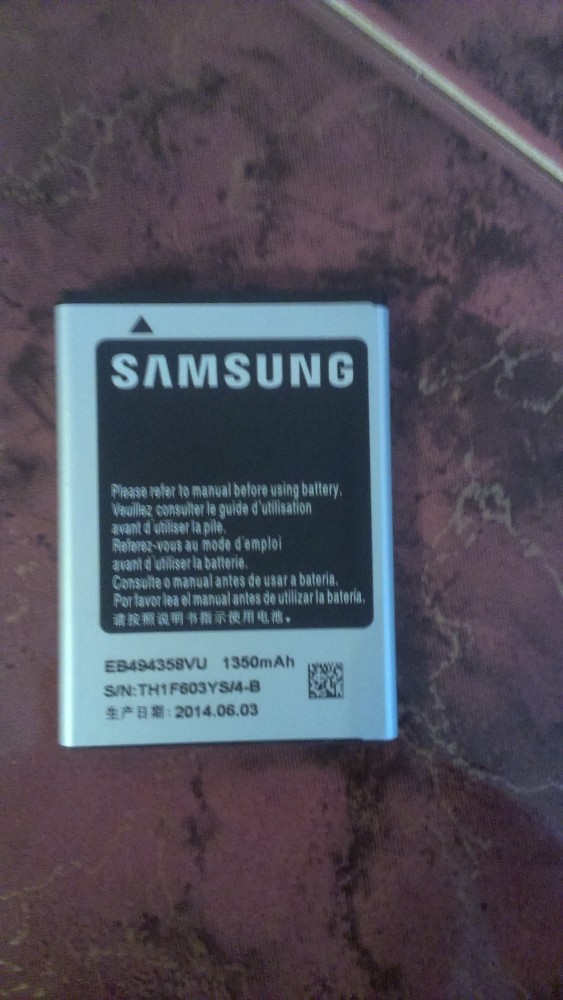 SAMSUNG
Please refer to manual before using battery.
Veuillez consulter le guide d'utilisation
avant d'utiliser la pile.
Referez-vous au mode d'emploi
avant d'utiliser la batterie.
Consulte o manual antes de usar a bateria.
Por favor lea el manual antes de utilizar la bateria.
请按照说明书指示使用电池。
EB494358VU 1350mAh
S/N:TH1F603YS/4-B
生产日期: 2014.06.03